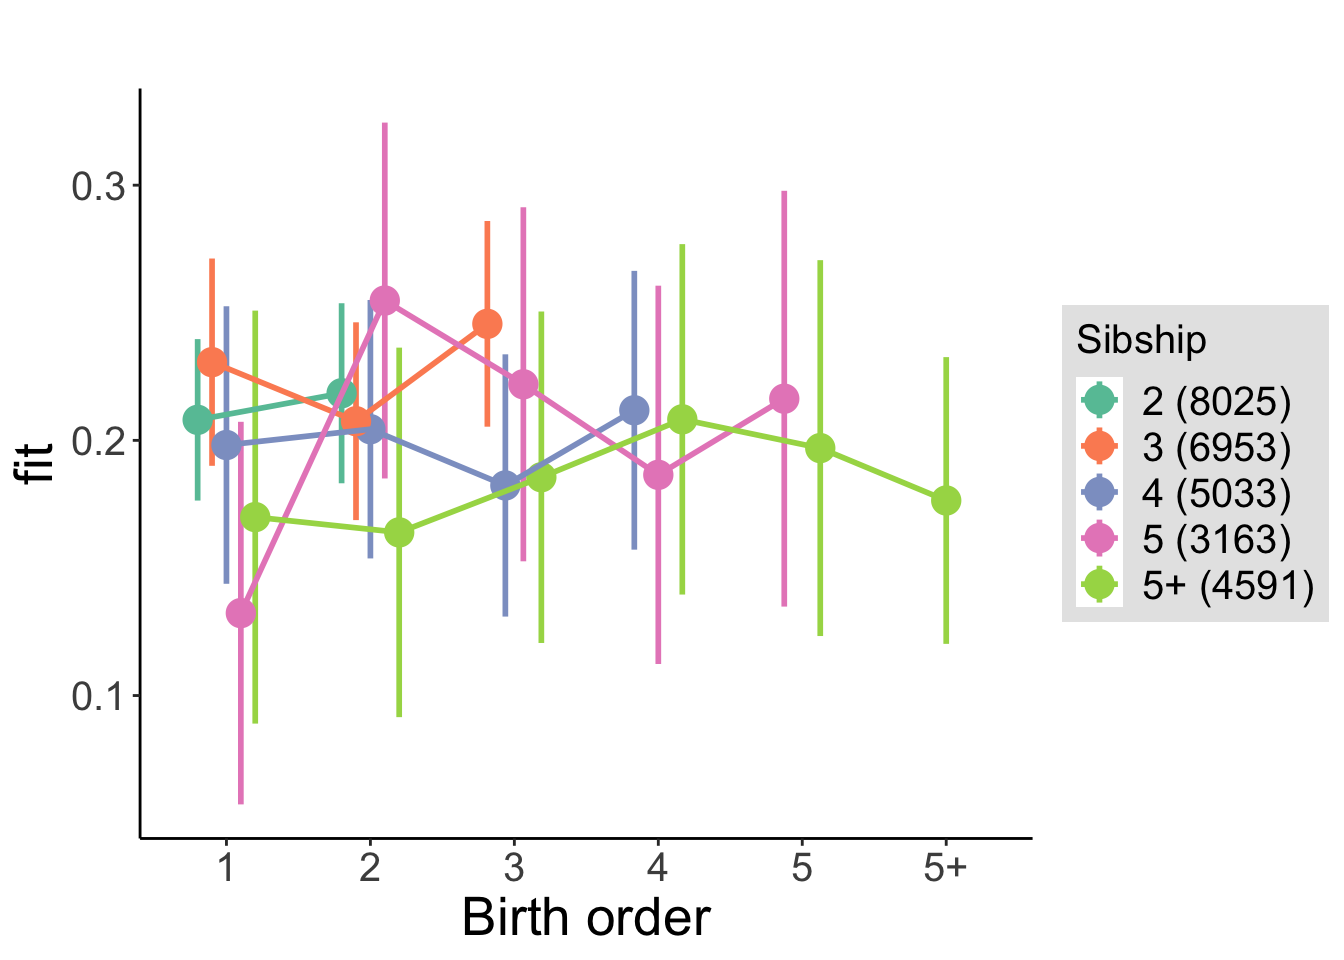 0.3
0.2
0.1
fit
1 2 3 4 5 5+
Birth order
Sibship
2 (8025)
3 (6953)
4 (5033)
5 (3163)
5+ (4591)